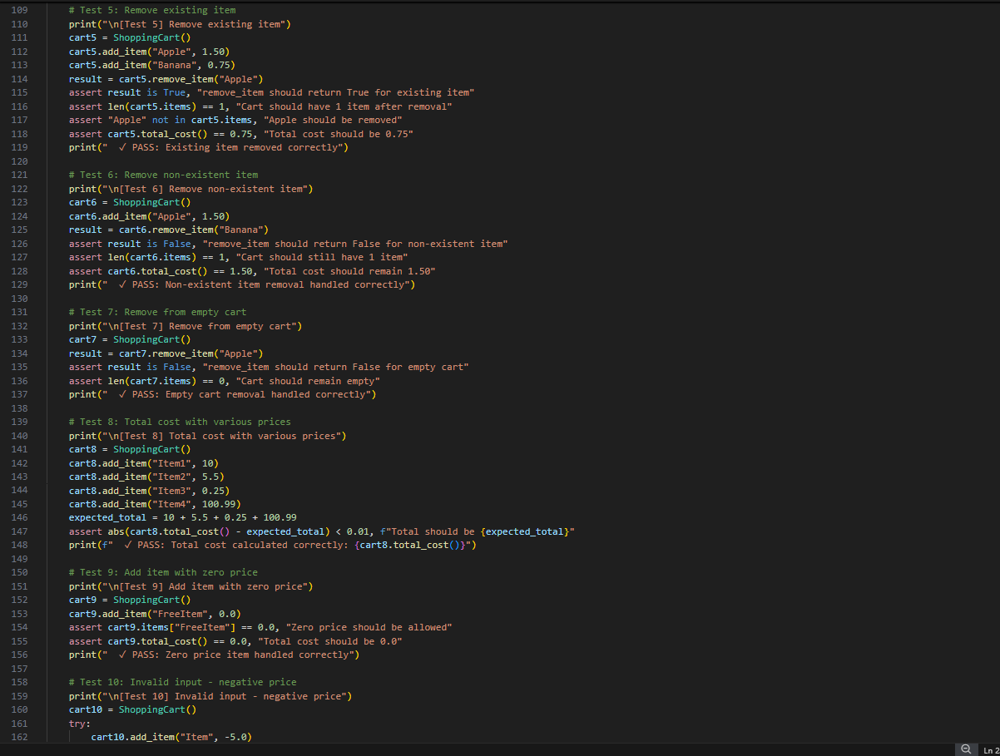 109 # Test 5: Remove existing item
110 print("\n[Test 5] Remove existing item")
111 cart5 = ShoppingCart()
112 cart5.add_item("Apple", 1.50)
113 cart5.add_item("Banana", 0.75)
114 result = cart5.remove_item("Apple")
115 assert result is True, "remove_item should return True for existing item"
116 assert len(cart5.items) == 1, "Cart should have 1 item after removal"
117 assert "Apple" not in cart5.items, "Apple should be removed"
118 assert cart5.total_cost() == 0.75, "Total cost should be 0.75"
119 print("  ✓ PASS: Existing item removed correctly")
120
121 # Test 6: Remove non-existent item
122 print("\n[Test 6] Remove non-existent item")
123 cart6 = ShoppingCart()
124 cart6.add_item("Apple", 1.50)
125 result = cart6.remove_item("Banana")
126 assert result is False, "remove_item should return False for non-existent item"
127 assert len(cart6.items) == 1, "Cart should still have 1 item"
128 assert cart6.total_cost() == 1.50, "Total cost should remain 1.50"
129 print("  ✓ PASS: Non-existent item removal handled correctly")
130
131 # Test 7: Remove from empty cart
132 print("\n[Test 7] Remove from empty cart")
133 cart7 = ShoppingCart()
134 result = cart7.remove_item("Apple")
135 assert result is False, "remove_item should return False for empty cart"
136 assert len(cart7.items) == 0, "Cart should remain empty"
137 print("  ✓ PASS: Empty cart removal handled correctly")
138
139 # Test 8: Total cost with various prices
140 print("\n[Test 8] Total cost with various prices")
141 cart8 = ShoppingCart()
142 cart8.add_item("Item1", 10)
143 cart8.add_item("Item2", 5.5)
144 cart8.add_item("Item3", 0.25)
145 cart8.add_item("Item4", 100.99)
146 expected_total = 10 + 5.5 + 0.25 + 100.99
147 assert abs(cart8.total_cost() - expected_total) < 0.01, f"Total should be {expected_total}"
148 print(f"  ✓ PASS: Total cost calculated correctly: {cart8.total_cost()}")
149
150 # Test 9: Add item with zero price
151 print("\n[Test 9] Add item with zero price")
152 cart9 = ShoppingCart()
153 cart9.add_item("FreeItem", 0.0)
154 assert cart9.items["FreeItem"] == 0.0, "Zero price should be allowed"
155 assert cart9.total_cost() == 0.0, "Total cost should be 0.0"
156 print("  ✓ PASS: Zero price item handled correctly")
157
158 # Test 10: Invalid input - negative price
159 print("\n[Test 10] Invalid input - negative price")
160 cart10 = ShoppingCart()
161 try:
162     cart10.add_item("Item", -5.0)
Ln 2